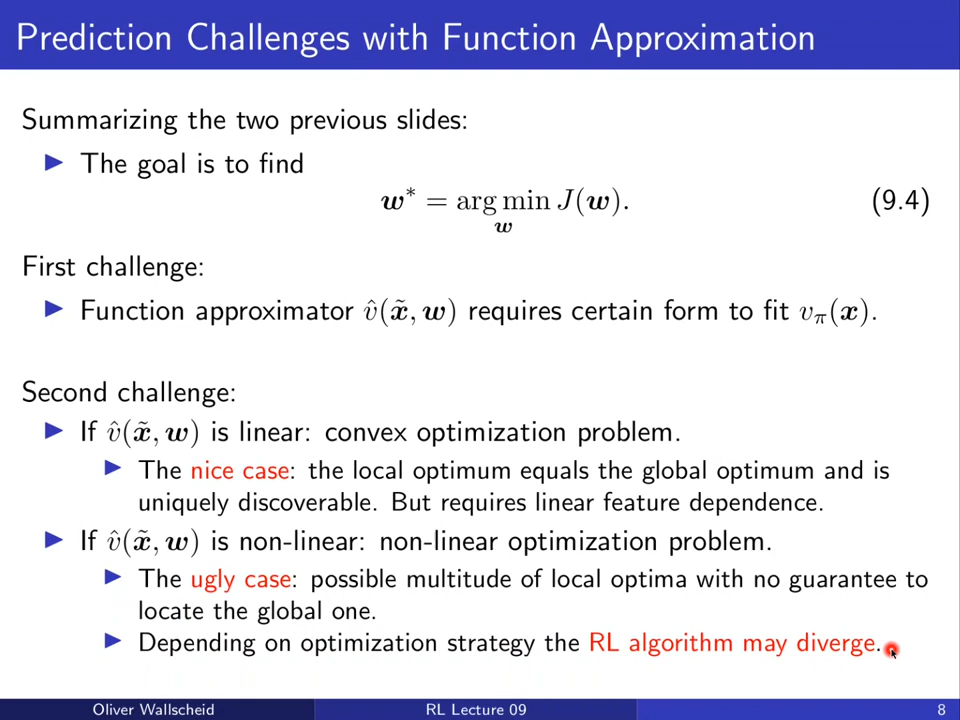 Prediction Challenges with Function Approximation
Summarizing the two previous slides:
▶ The goal is to find
w* = arg min J(w). (9.4)
w
First challenge:
▶ Function approximator v̂(x̃, w) requires certain form to fit vπ(x).
Second challenge:
▶ If v̂(x̃, w) is linear: convex optimization problem.
▶ The nice case: the local optimum equals the global optimum and is
uniquely discoverable. But requires linear feature dependence.
▶ If v̂(x̃, w) is non-linear: non-linear optimization problem.
▶ The ugly case: possible multitude of local optima with no guarantee to
locate the global one.
▶ Depending on optimization strategy the RL algorithm may diverge.
Oliver Wallscheid RL Lecture 09 8